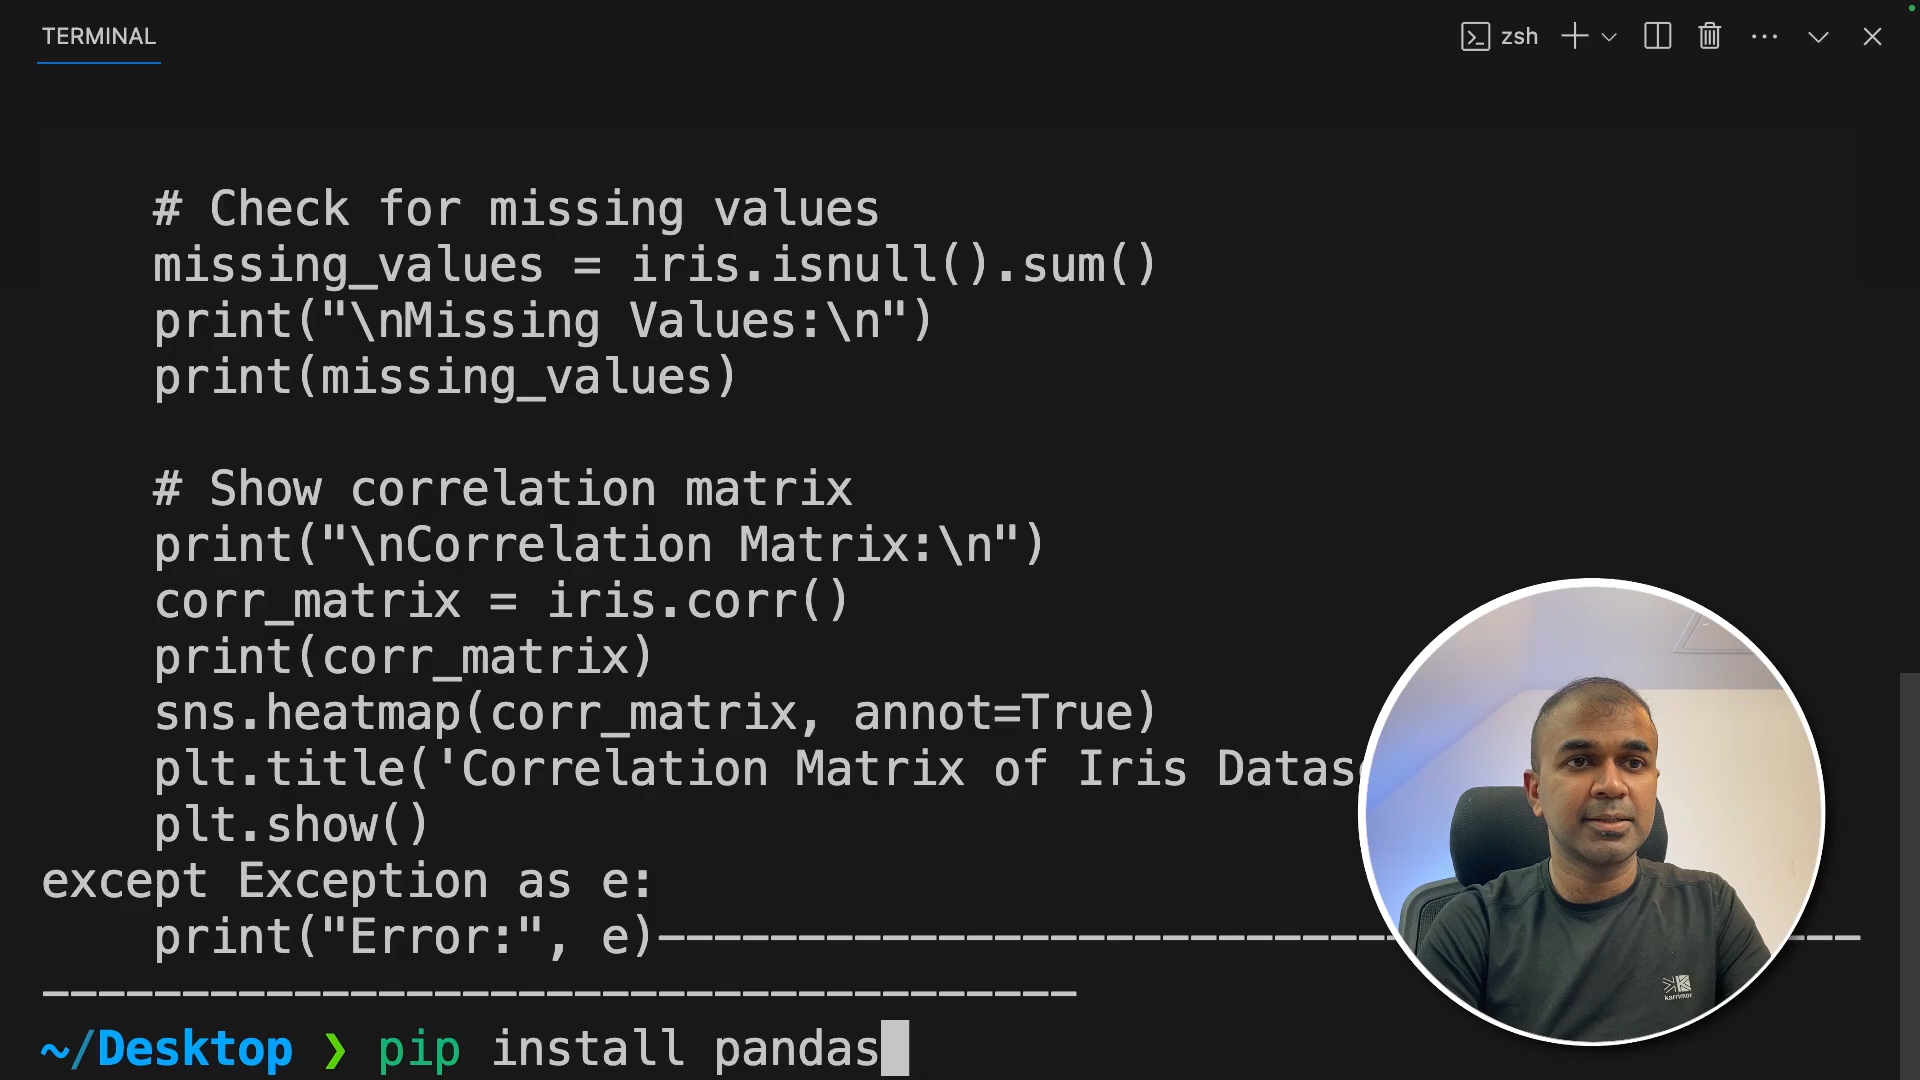 TERMINAL
zsh
# Check for missing values
missing_values = iris.isnull().sum()
print("\nMissing Values:\n")
print(missing_values)
# Show correlation matrix
print("\nCorrelation Matrix:\n")
corr_matrix = iris.corr()
print(corr_matrix)
sns.heatmap(corr_matrix, annot=True)
plt.title('Correlation Matrix of Iris
plt.show()
except Exception as e:
print("Error:", e)
~/Desktop ❯ pip install pandas
karrimor